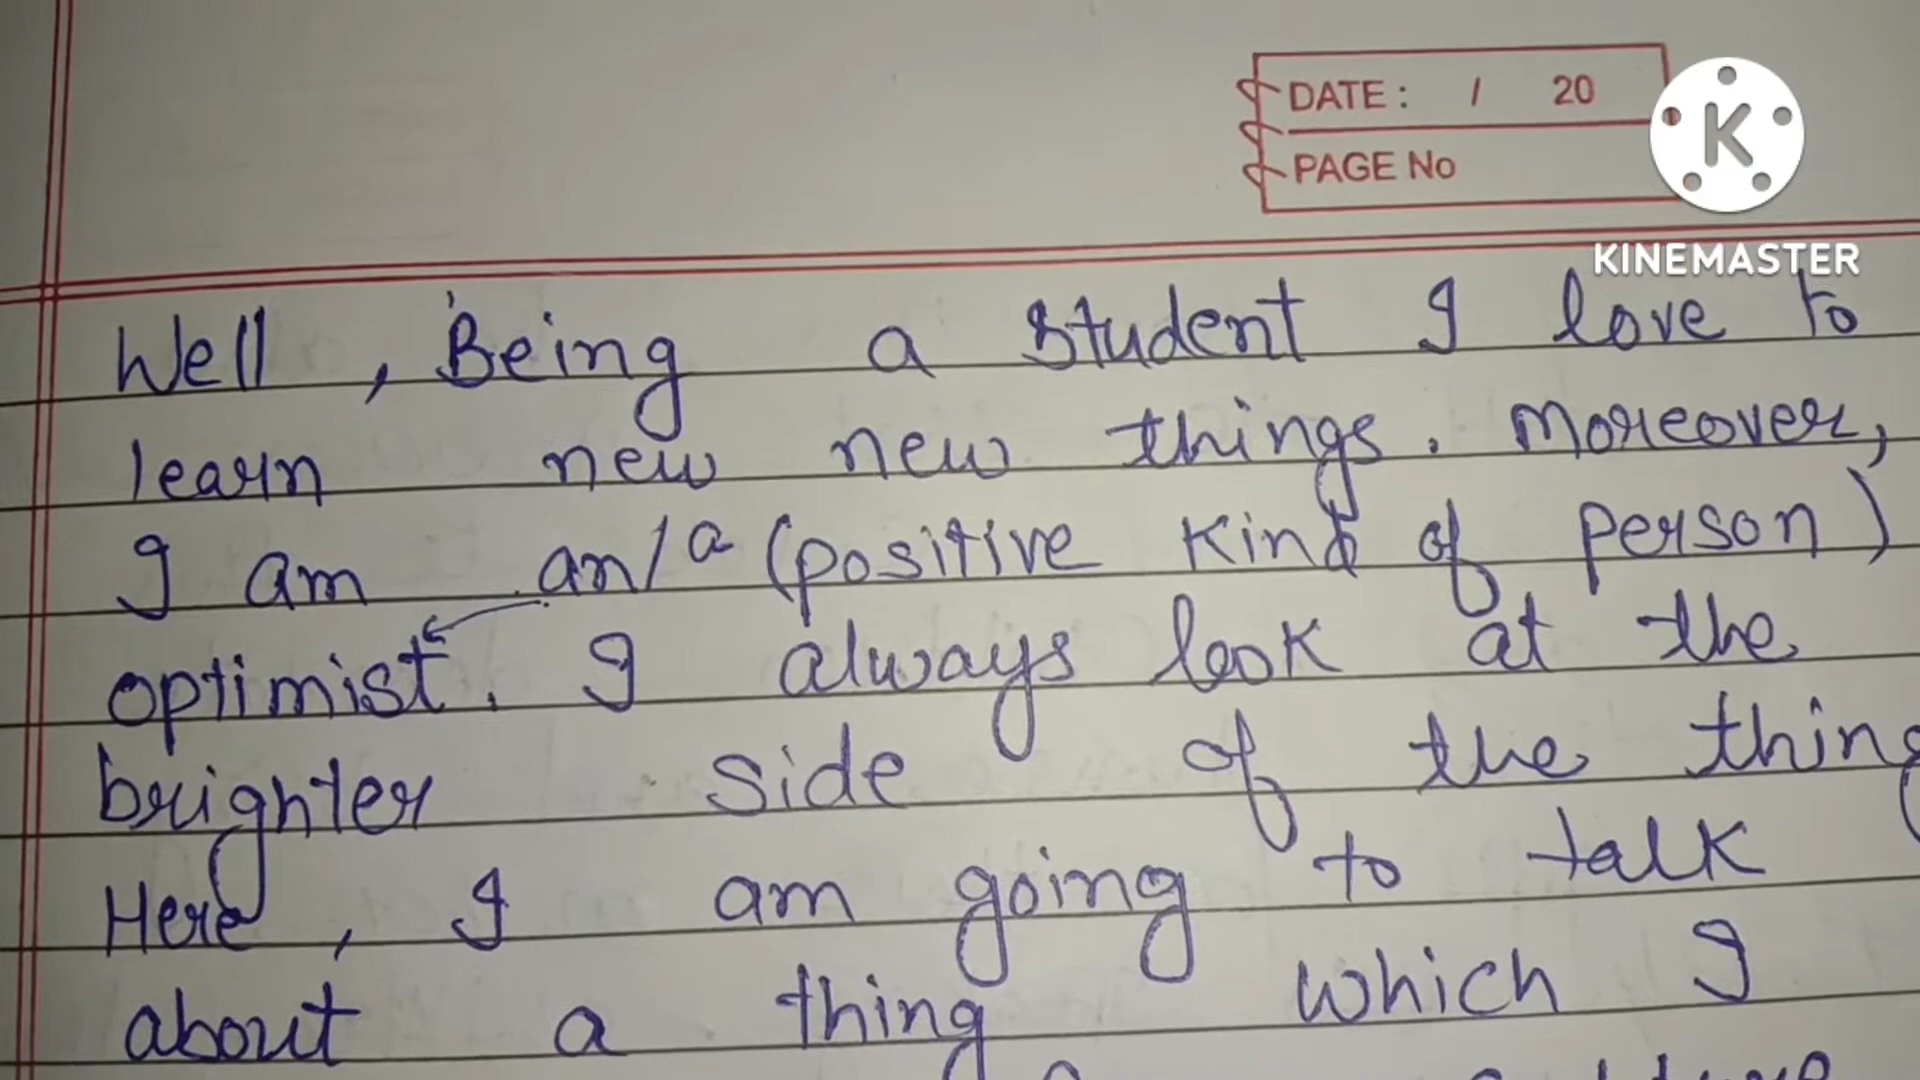 DATE : / 20
PAGE No
K
KINEMASTER
Well, Being a student I love to
learn new new things. Moreover,
I am an/a (positive kind of person)
optimist. I always look at the
brighter side of the thing
Here, I am going to talk
about a thing which I